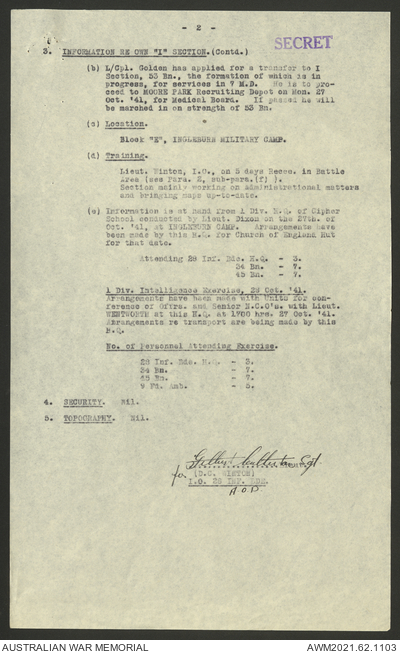 - 2 -
SECRET
3. INFORMATION RE OWN "I" SECTION.(Contd.)
(b) L/Cpl. Golden has applied for a transfer to I
Section, 53 Bn., the formation of which is in
progress, for services in 7 M.D. He is to pro-
ceed to MOORE PARK Recruiting Depot on Mon. 27
Oct. '41, for Medical Board. If passed he will
be marched in on strength of 53 Bn.
(c) Location.
Block "E", INGLEBURN MILITARY CAMP.
(d) Training.
Lieut. Winton, I.O., on 5 days Recce. in Battle
Area (see Para. 2, sub-para.(f) ).
Section mainly working on administrational matters
and bringing maps up-to-date.
(e) Information is at hand from 1 Div. H.Q. of Cipher
School conducted by Lieut. Dixon on the 27th. of
Oct. '41, at INGLEBURN CAMP. Arrangements have
been made by this H.Q. for Church of England Hut
for that date.
Attending 28 Inf. Bde. H.Q. - 3.
34 Bn. - 7.
45 Bn. - 7.
1 Div. Intelligence Exercise, 29 Oct. '41.
Arrangements have been made with Units for con-
ference of Offrs. and Senior N.C.O's. with Lieut.
WENTWORTH at this H.Q. at 1700 hrs. 27 Oct. '41.
Arrangements re transport are being made by this
H.Q.
No. of Personnel Attending Exercise.
28 Inf. Bde. H.Q. - 3.
34 Bn. - 7.
45 Bn. - 7.
9 Fd. Amb. - 5.
4. SECURITY. Nil.
5. TOPOGRAPHY. Nil.
Sgt
for
WINTON)
I.O. 28 INF. BDE.
AUSTRALIAN WAR MEMORIAL
AWM2021.62.1103